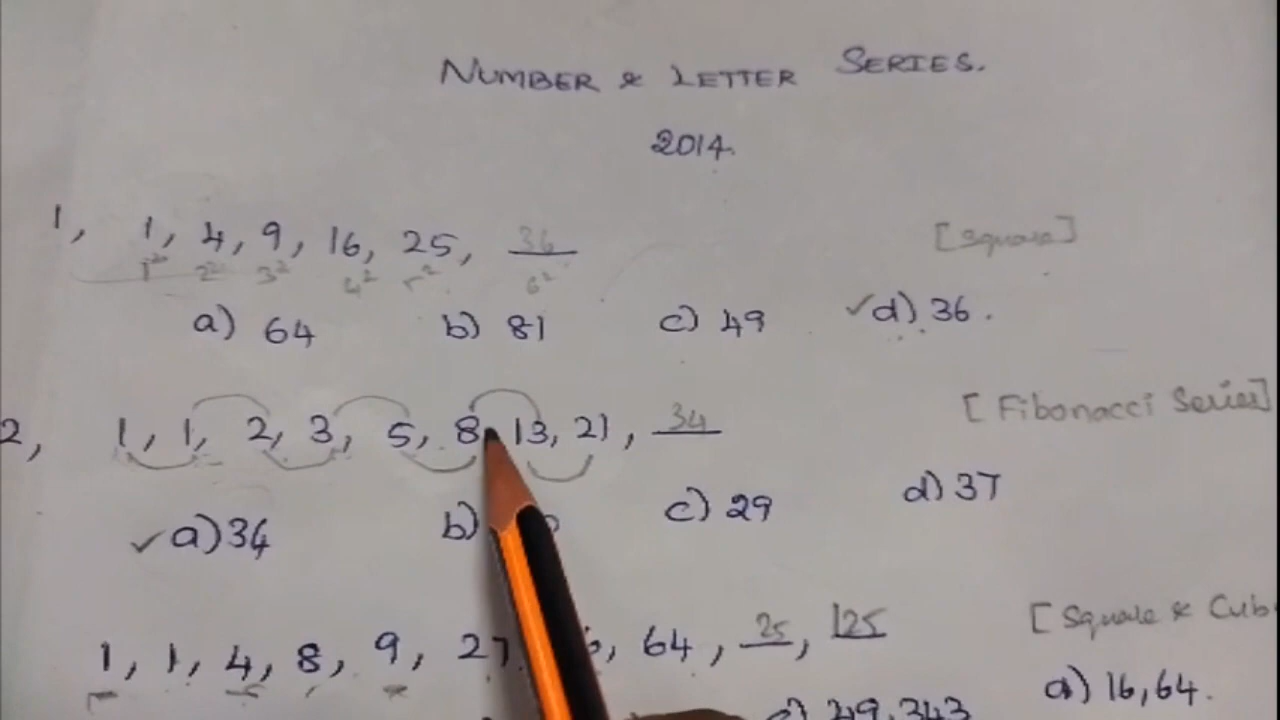 NUMBER & LETTER SERIES.
2014.
1, 1, 4, 9, 16, 25, 36 [Square]
1² 2² 3² 4² 5² 6²
a) 64 b) 81 c) 49 ✓d) 36.
2, 1, 1, 2, 3, 5, 8 13, 21, 34 [Fibonacci Series]
✓a) 34 b) c) 29 d) 37
1, 1, 4, 8, 9, 27 64, 25, 125 [Square & Cub
c) 49,343 d) 16,64.